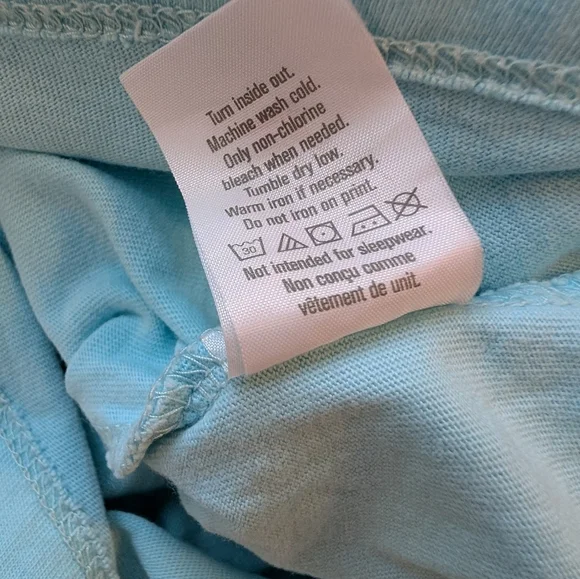 Turn inside out.
Machine wash cold.
Only non-chlorine
bleach when needed.
Tumble dry low.
Warm iron if necessary.
Do not iron on print.
30
Not intended for sleepwear.
Non conçu comme
vêtement de unit.